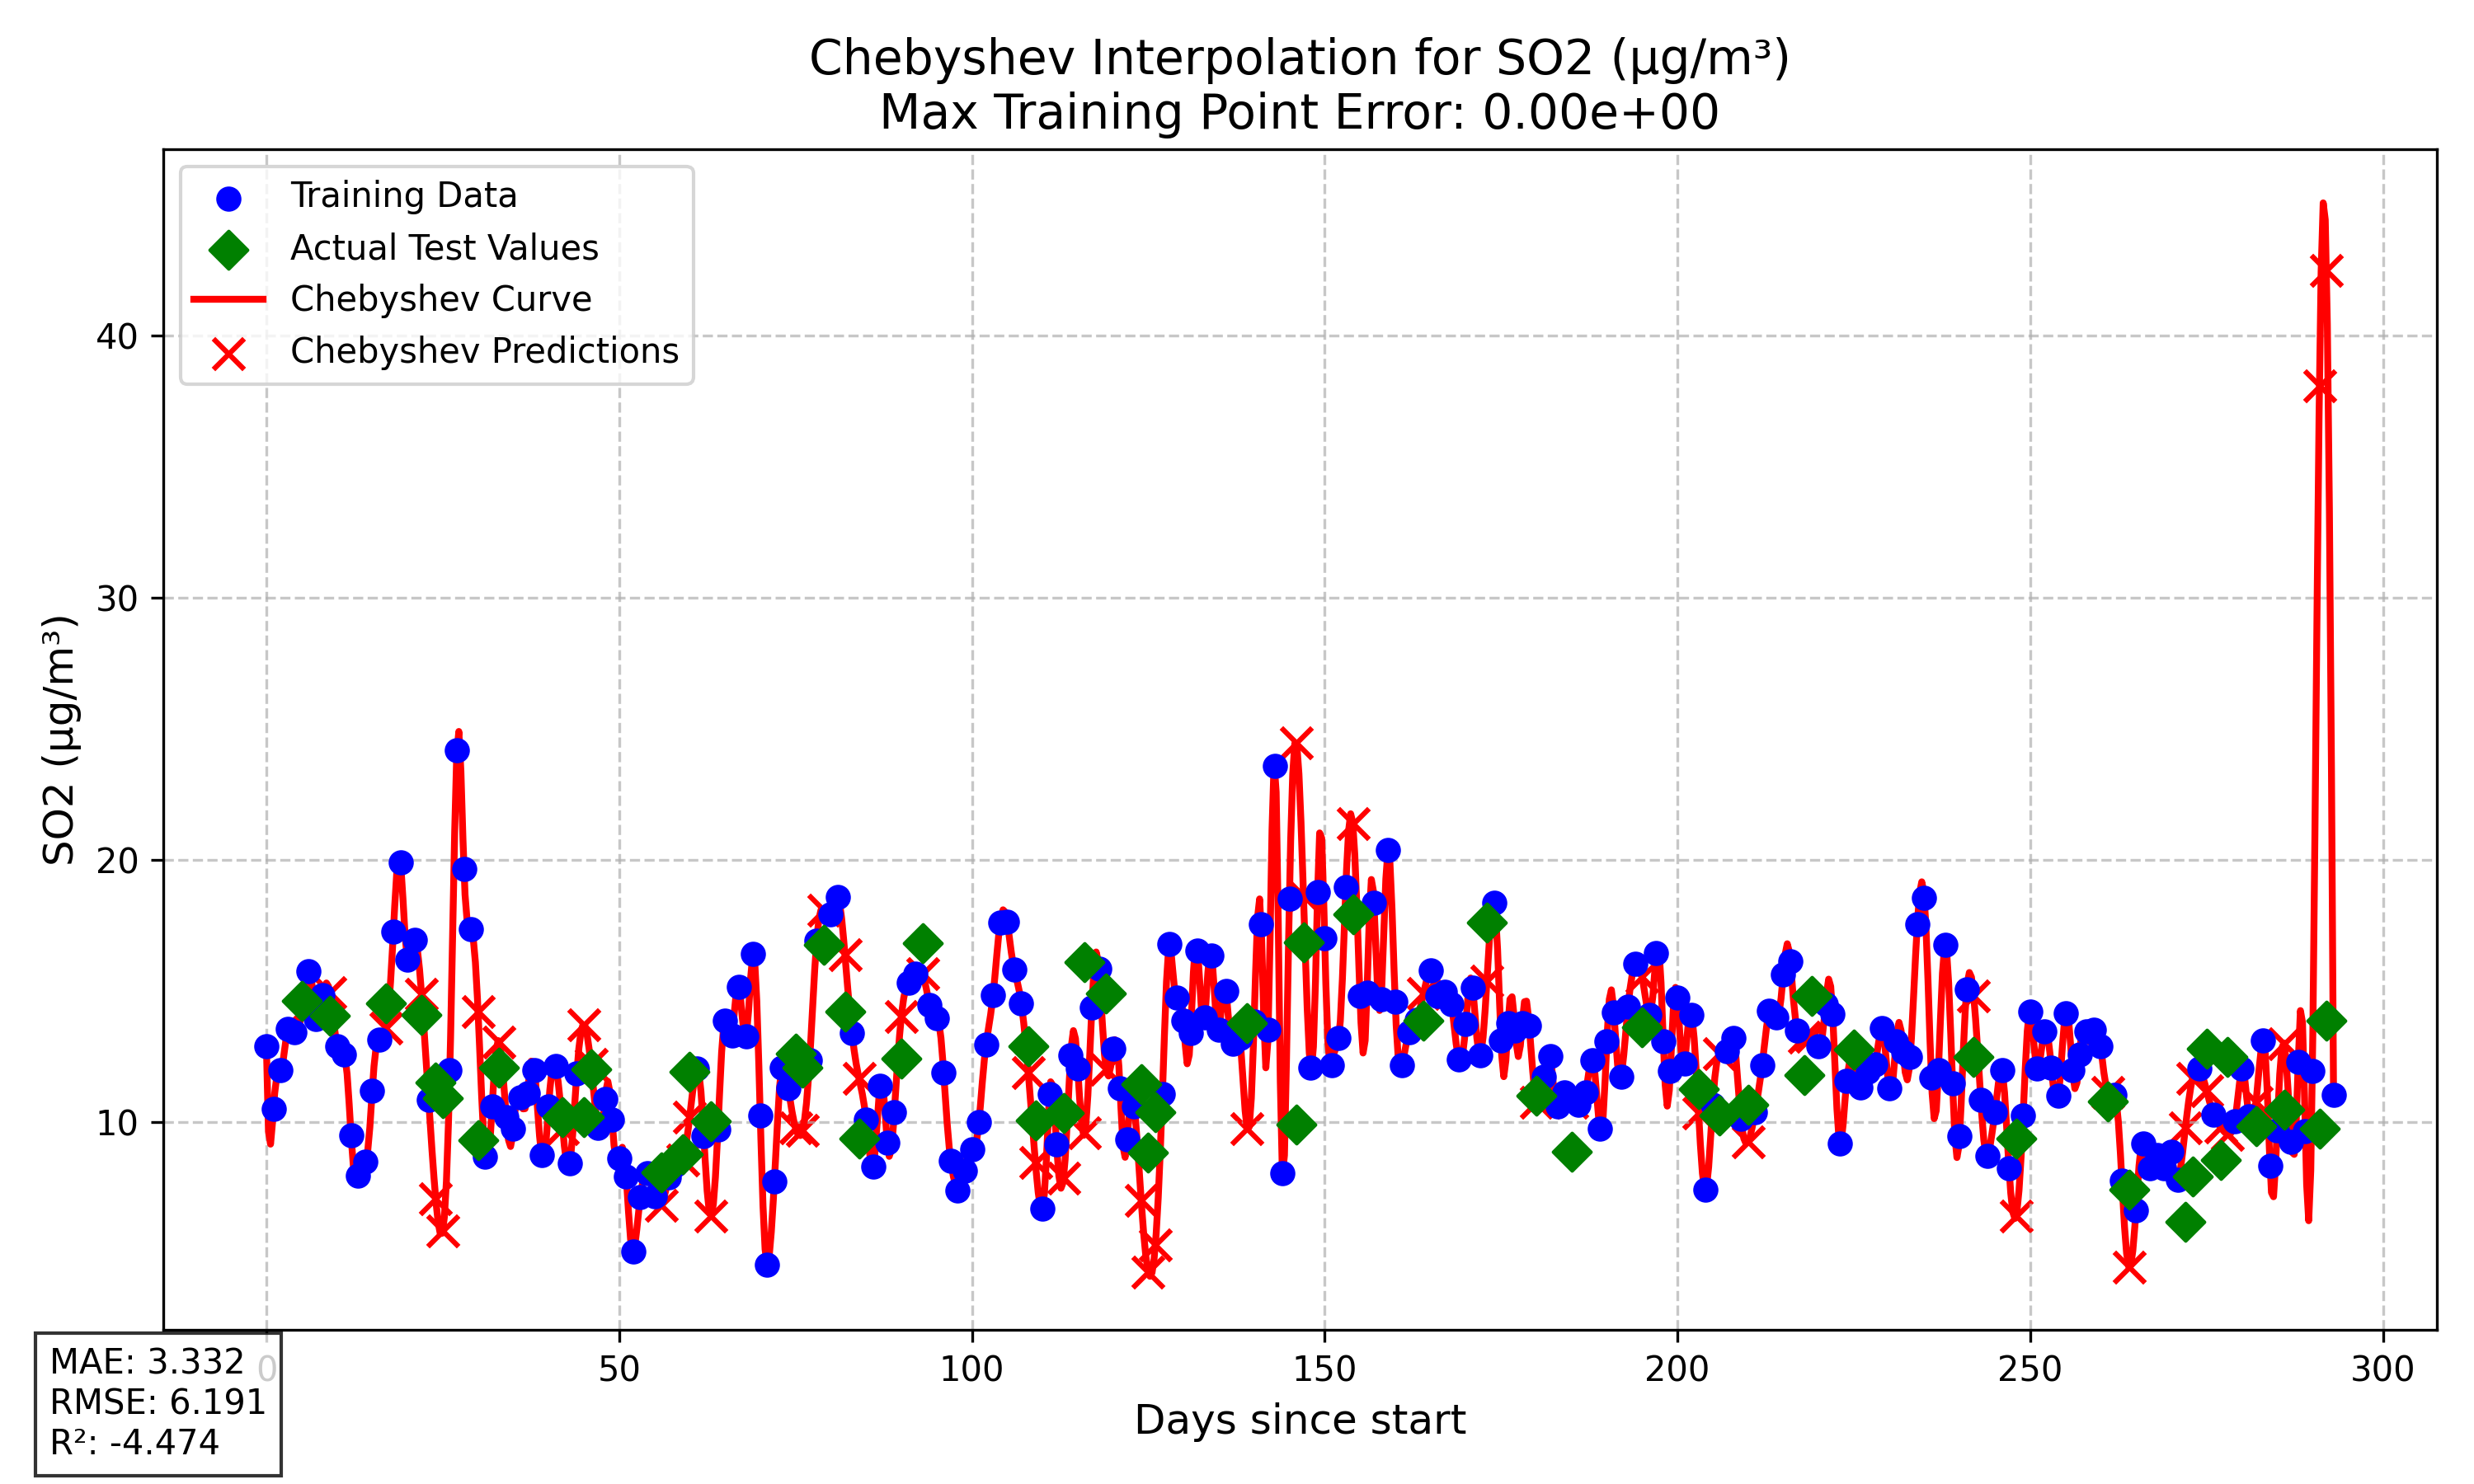 Chebyshev Interpolation for SO2 (µg/m³)
Max Training Point Error: 0.00e+00
Training Data
Actual Test Values
Chebyshev Curve
Chebyshev Predictions
40
30
20
10
SO2 (µg/m³)
0
50
100
150
200
250
300
Days since start
MAE: 3.332
RMSE: 6.191
R²: -4.474